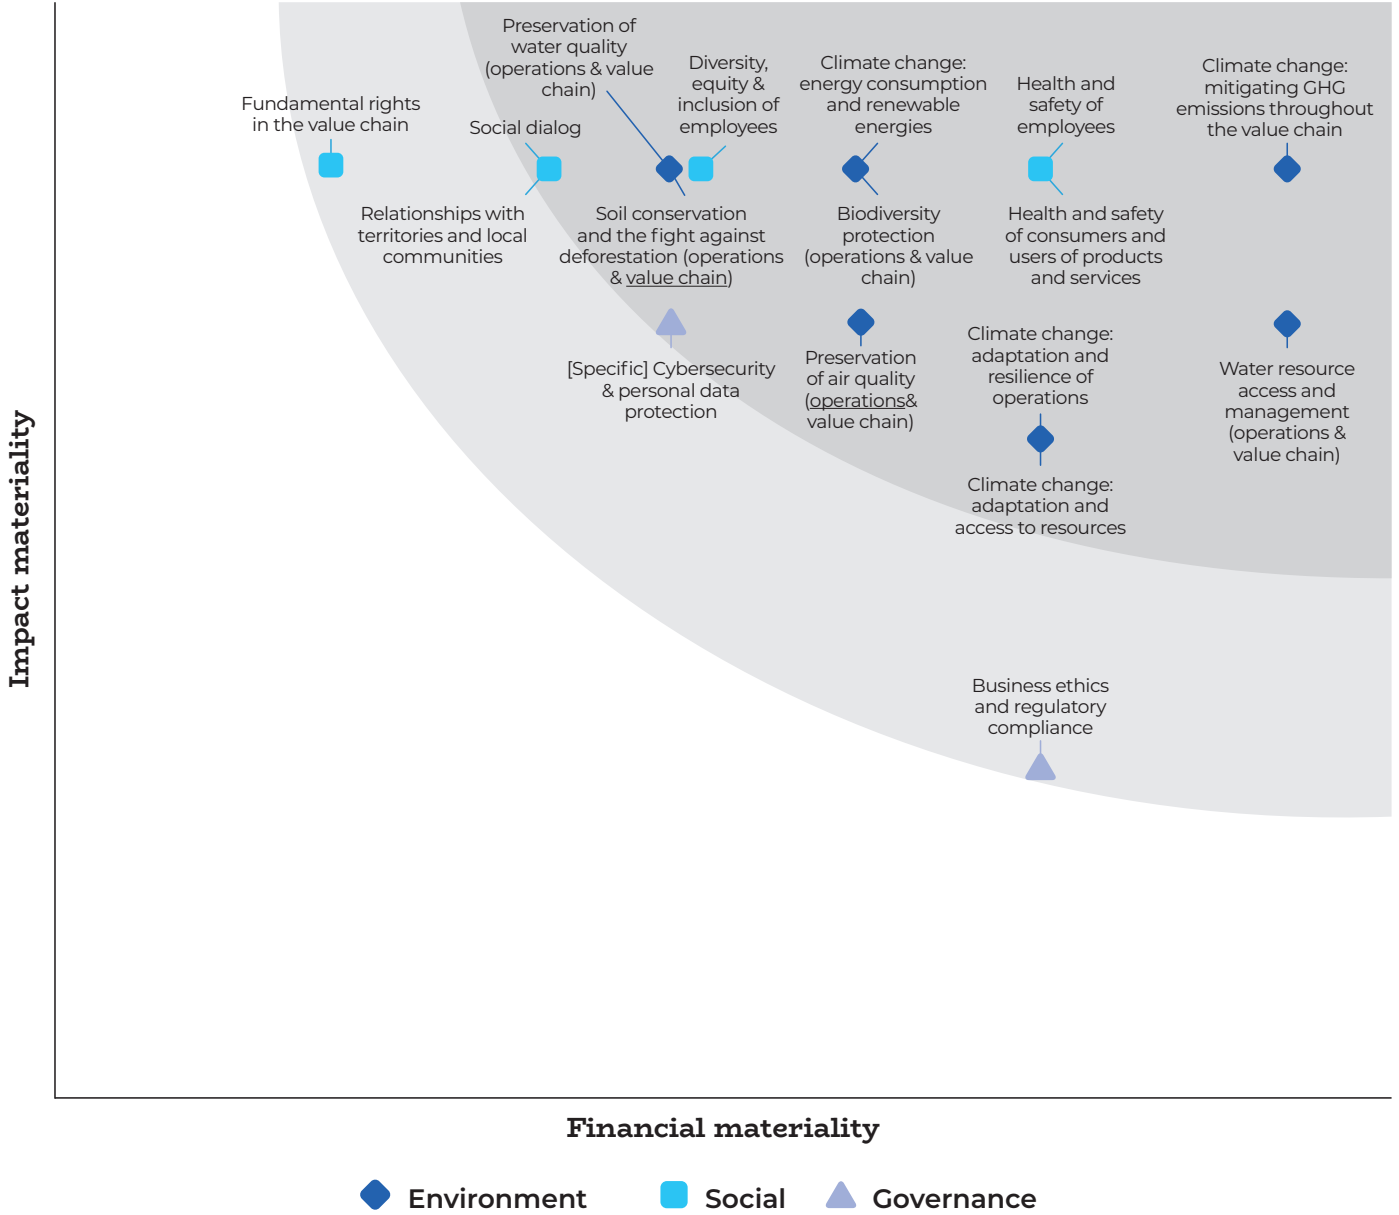 Preservation of
water quality
(operations & value
chain)
Diversity,
equity &
inclusion of
employees
Climate change:
energy consumption
and renewable
energies
Health and
safety of
employees
Climate change:
mitigating GHG
emissions throughout
the value chain
Fundamental rights
in the value chain
Social dialog
Relationships with
territories and local
communities
Soil conservation
and the fight against
deforestation (operations
& value chain)
Biodiversity
protection
(operations & value
chain)
Health and safety
of consumers and
users of products
and services
[Specific] Cybersecurity
& personal data
protection
Preservation
of air quality
(operations&
value chain)
Climate change:
adaptation and
resilience of
operations
Water resource
access and
management
(operations &
value chain)
Climate change:
adaptation and
access to resources
Business ethics
and regulatory
compliance
Impact materiality
Financial materiality
Environment
Social
Governance